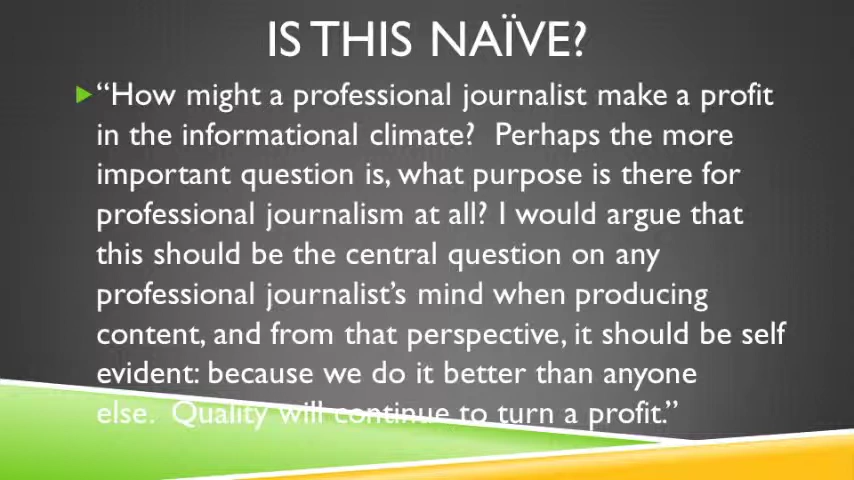 IS THIS NAÏVE?
“How might a professional journalist make a profit
in the informational climate?  Perhaps the more
important question is, what purpose is there for
professional journalism at all? I would argue that
this should be the central question on any
professional journalist’s mind when producing
content, and from that perspective, it should be self
evident: because we do it better than anyone
else.  Quality will continue to turn a profit.”